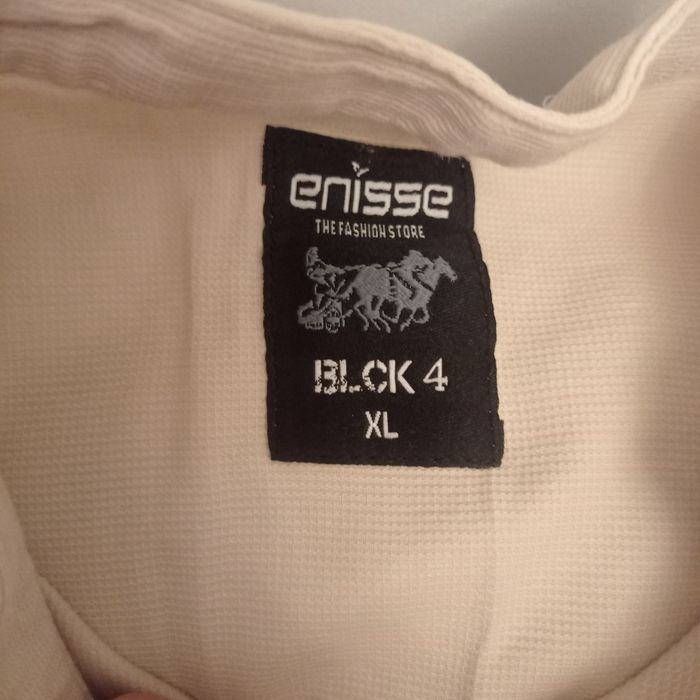 enisse
THE FASHION STORE
BLCK 4
XL